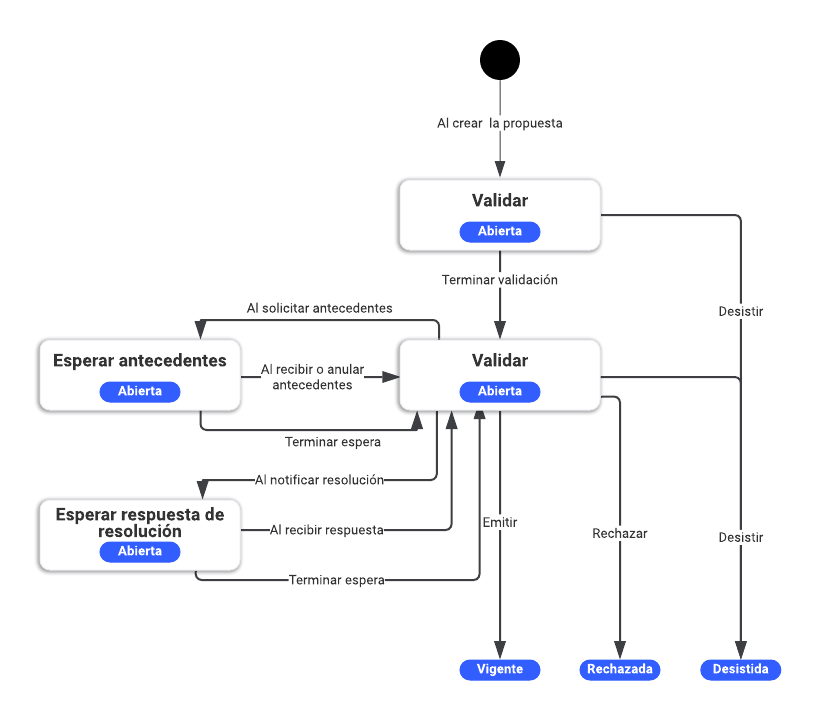 Al crear  la propuesta
Validar
Abierta
Terminar validación
Desistir
Al solicitar antecedentes
Esperar antecedentes
Abierta
Al recibir o anular
antecedentes
Validar
Abierta
Terminar espera
Al notificar resolución
Esperar respuesta de
resolución
Abierta
Al recibir respuesta
Terminar espera
Emitir
Rechazar
Desistir
Vigente
Rechazada
Desistida